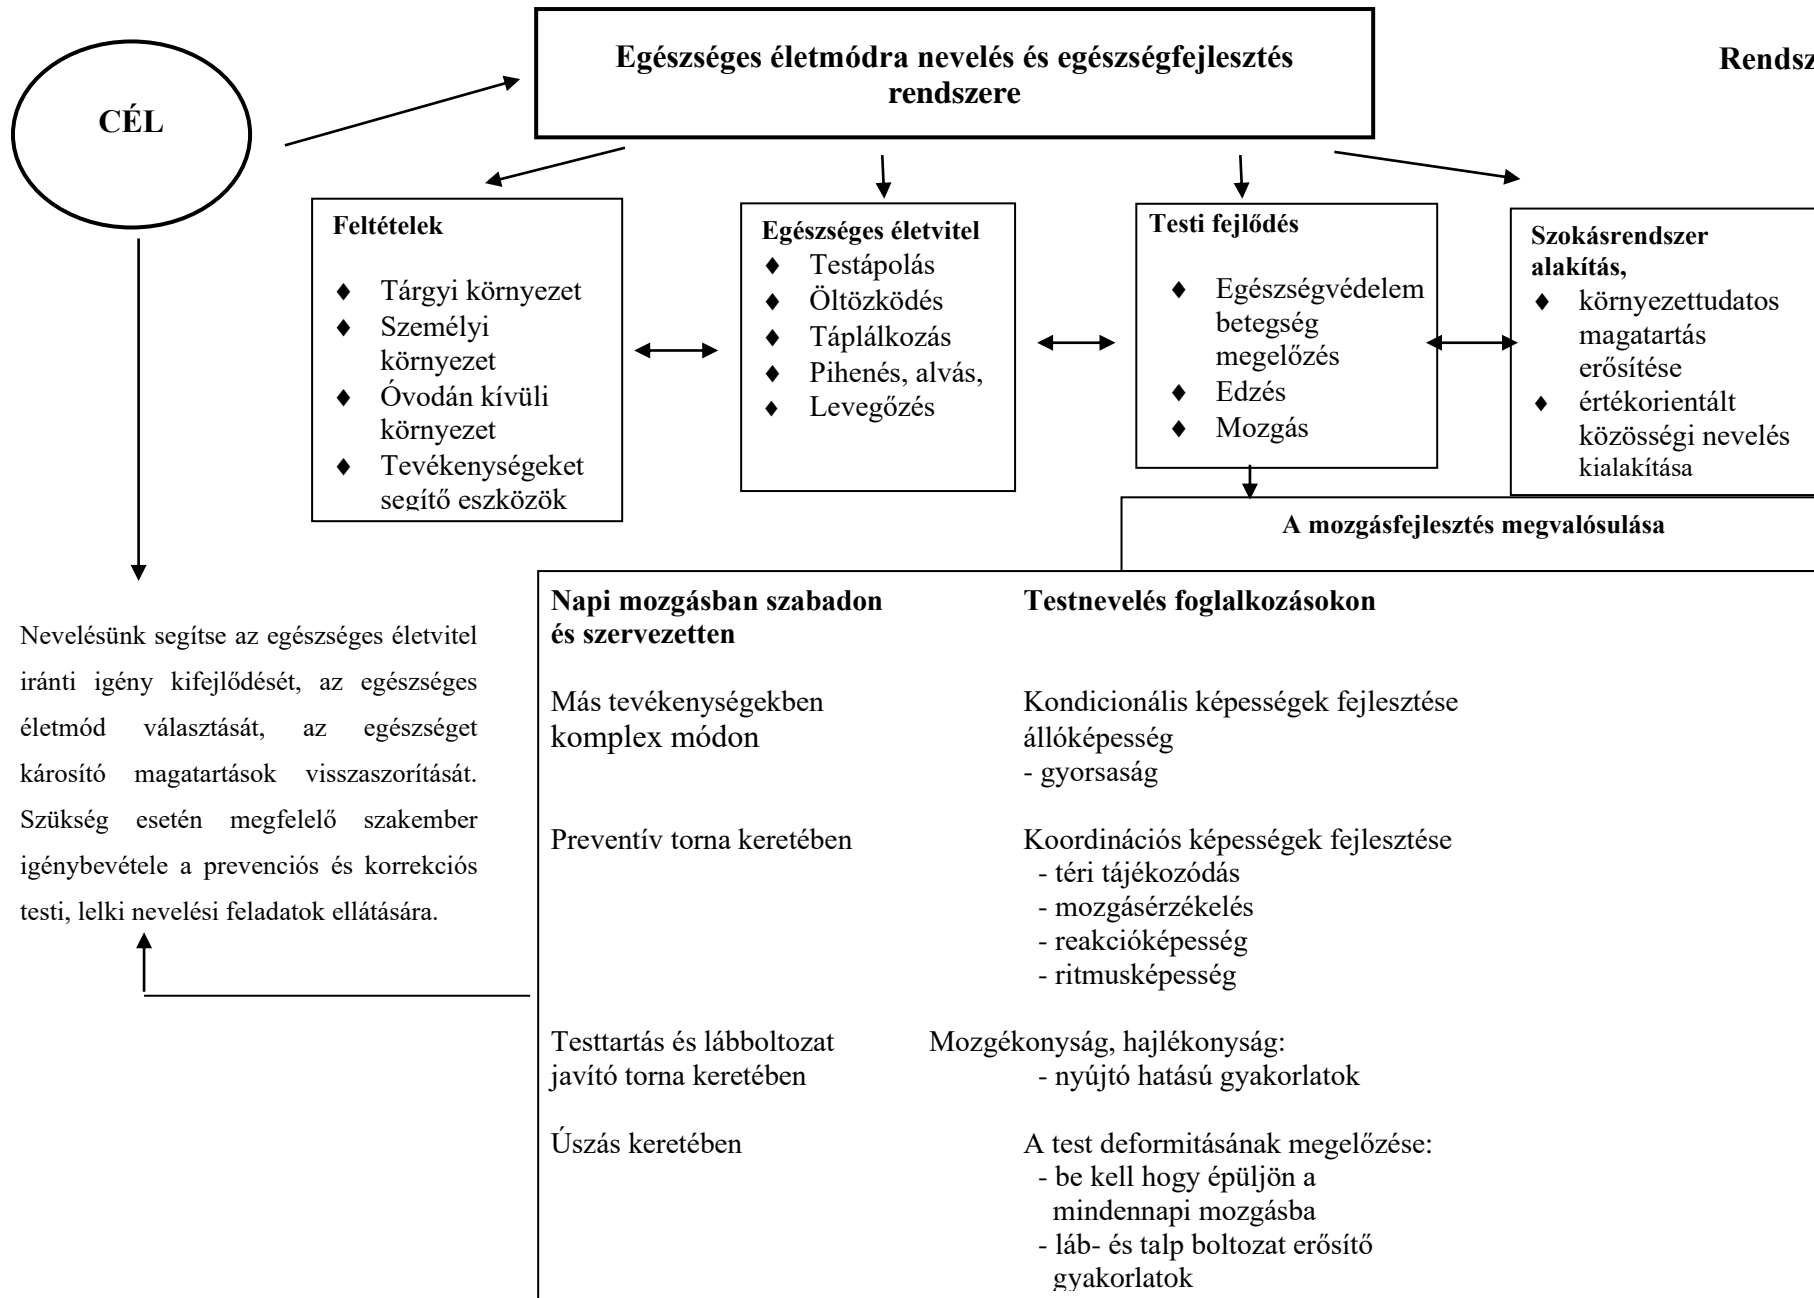 Egészséges életmódra nevelés és egészségfejlesztés
rendszere
Rendsz
CÉL
Feltételek
♦ Tárgyi környezet
♦ Személyi
környezet
♦ Óvodán kívüli
környezet
♦ Tevékenységeket
segítő eszközök
Egészséges életvitel
♦ Testápolás
♦ Öltözködés
♦ Táplálkozás
♦ Pihenés, alvás,
♦ Levegőzés
Testi fejlődés
♦ Egészségvédelem
betegség
megelőzés
♦ Edzés
♦ Mozgás
Szokásrendszer
alakítás,
♦ környezettudatos
magatartás
erősítése
♦ értékorientált
közösségi nevelés
kialakítása
A mozgásfejlesztés megvalósulása
Nevelésünk segítse az egészséges életvitel
iránti igény kifejlődését, az egészséges
életmód választását, az egészséget
károsító magatartások visszaszorítását.
Szükség esetén megfelelő szakember
igénybevétele a prevenciós és korrekciós
testi, lelki nevelési feladatok ellátására.
Napi mozgásban szabadon
és szervezetten
Más tevékenységekben
komplex módon
Preventív torna keretében
Testtartás és lábboltozat
javító torna keretében
Úszás keretében
Testnevelés foglalkozásokon
Kondicionális képességek fejlesztése
állóképesség
- gyorsaság
Koordinációs képességek fejlesztése
- téri tájékozódás
- mozgásérzékelés
- reakcióképesség
- ritmusképesség
Mozgékonyság, hajlékonyság:
- nyújtó hatású gyakorlatok
A test deformitásának megelőzése:
- be kell hogy épüljön a
mindennapi mozgásba
- láb- és talp boltozat erősítő
gyakorlatok